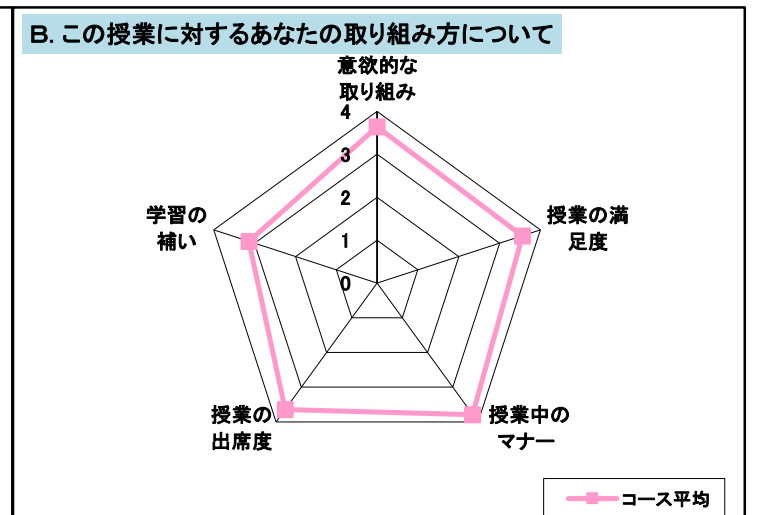 B. この授業に対するあなたの取り組み方について
意欲的な
取り組み
4
3
2
1
0
学習の
補い
授業の満
足度
授業の
出席度
授業中の
マナー
コース平均